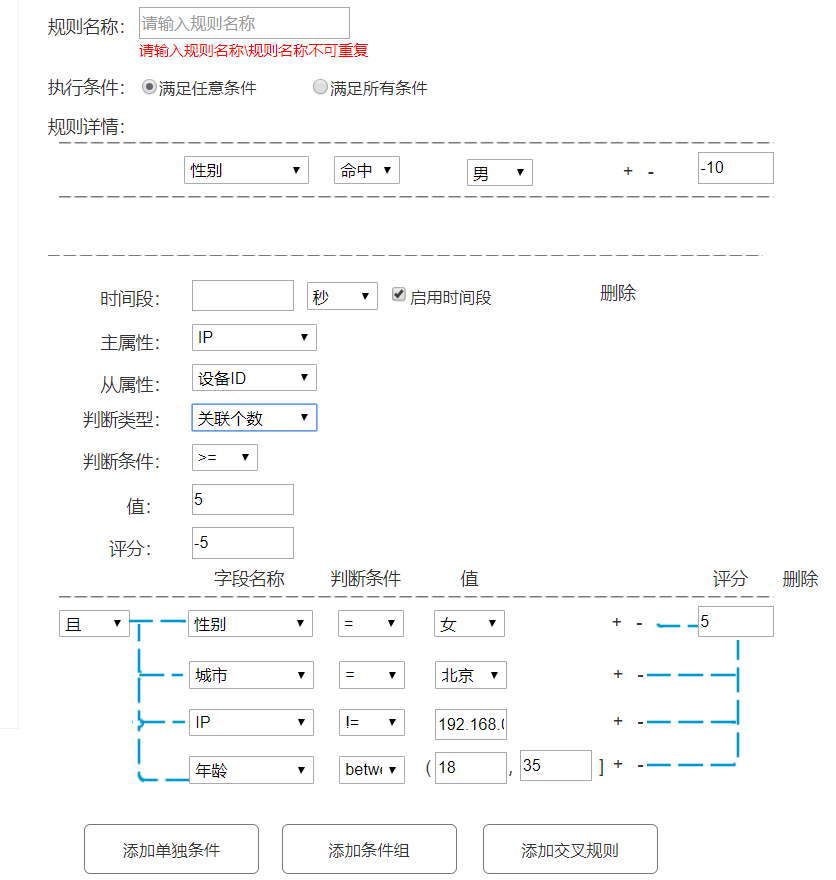 规则名称： 请输入规则名称
请输入规则名称\规则名称不可重复
执行条件： 满足任意条件 满足所有条件
规则详情：
性别 命中 男 + - -10
时间段： 秒 启用时间段 删除
主属性： IP
从属性： 设备ID
判断类型： 关联个数
判断条件： >=
值： 5
评分： -5
字段名称 判断条件 值 评分 删除
且 性别 = 女 + - 5
城市 = 北京 + -
IP != 192.168. + -
年龄 betwe ( 18 , 35 ] + -
添加单独条件 添加条件组 添加交叉规则